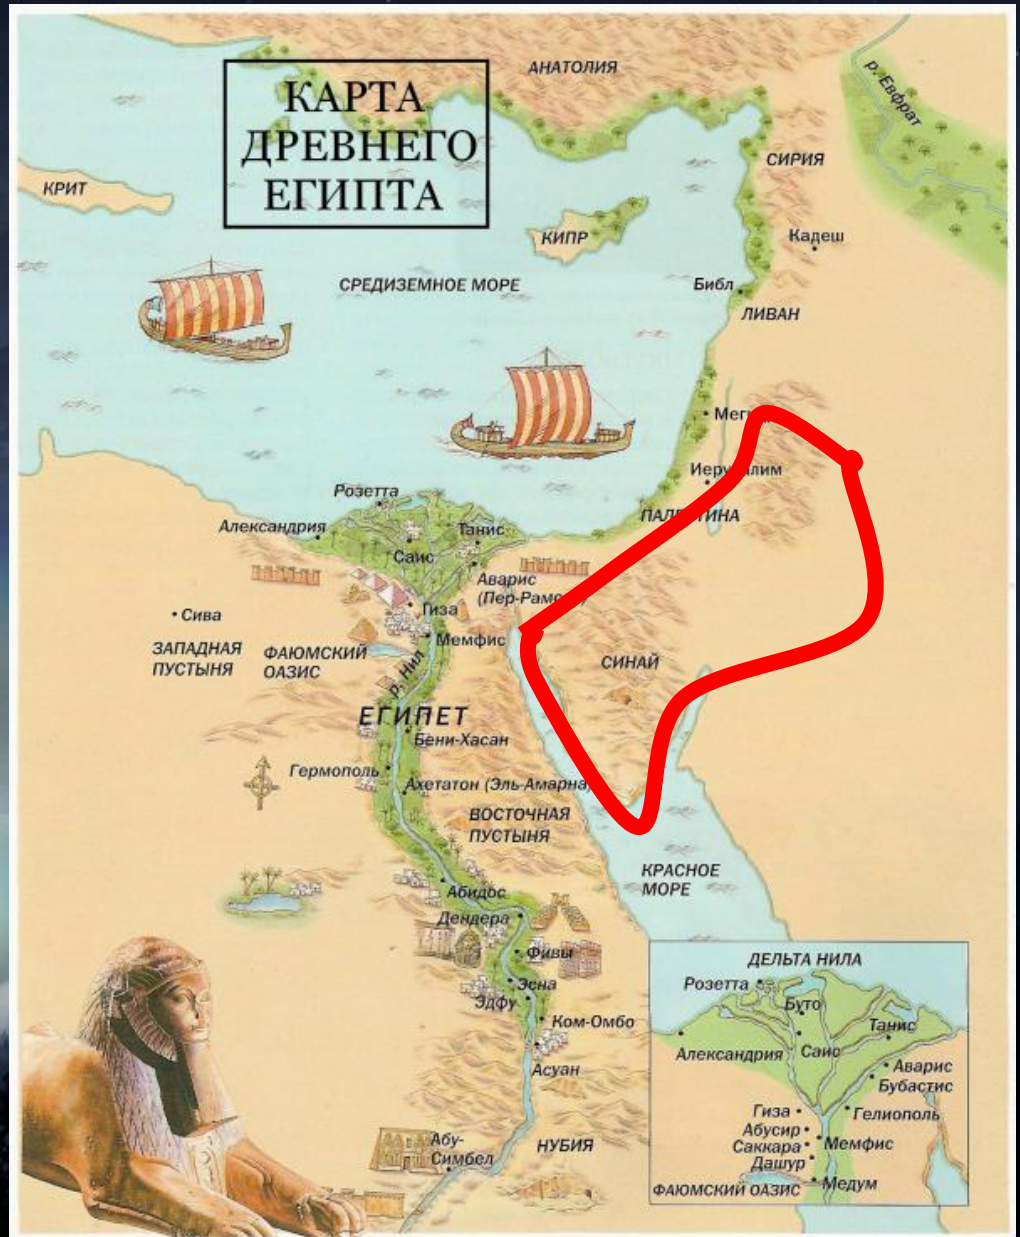 КАРТА
ДРЕВНЕГО
ЕГИПТА
АНАТОЛИЯ
р. Евфрат
СИРИЯ
КРИТ
КИПР
Кадеш
СРЕДИЗЕМНОЕ МОРЕ
Библ
ЛИВАН
Розетта
Александрия
Танис
Саис
Аварис
Гиза
Сива
Мемфис
ЗАПАДНАЯ
ПУСТЫНЯ
ФАЮМСКИЙ
ОАЗИС
р. Нил
СИНАЙ
ЕГИПЕТ
Бени-Хасан
Гермополь
Ахетатон (Эль-Амарна)
ВОСТОЧНАЯ
ПУСТЫНЯ
КРАСНОЕ
МОРЕ
Абидос
Дендера
Фивы
Эсна
Эдфу
Ком-Омбо
Асуан
Абу-
Симбел
НУБИЯ
ДЕЛЬТА НИЛА
Розетта
Буто
Танис
Александрия
Саис
Аварис
Бубастис
Гиза
Гелиополь
Абусир
Саккара
Мемфис
Дашур
ФАЮМСКИЙ ОАЗИС
Медум